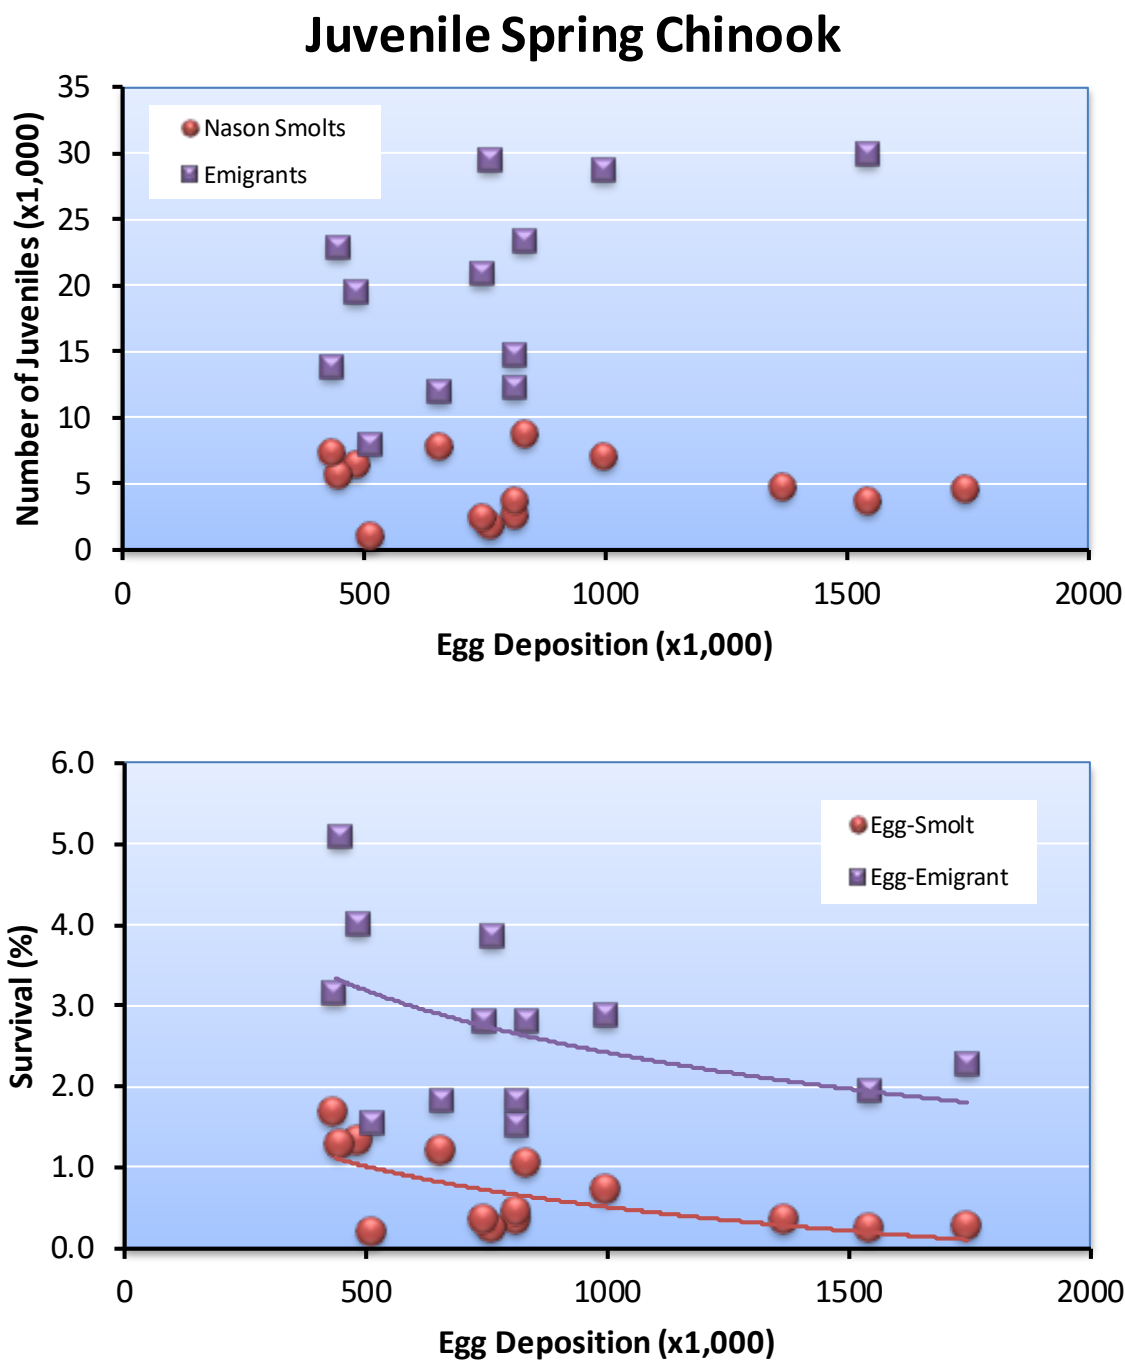 Juvenile Spring Chinook
Number of Juveniles (x1,000)
35
30
25
20
15
10
5
0
Nason Smolts
Emigrants
0 500 1000 1500 2000
Egg Deposition (x1,000)
Survival (%)
6.0
5.0
4.0
3.0
2.0
1.0
0.0
Egg-Smolt
Egg-Emigrant
0 500 1000 1500 2000
Egg Deposition (x1,000)